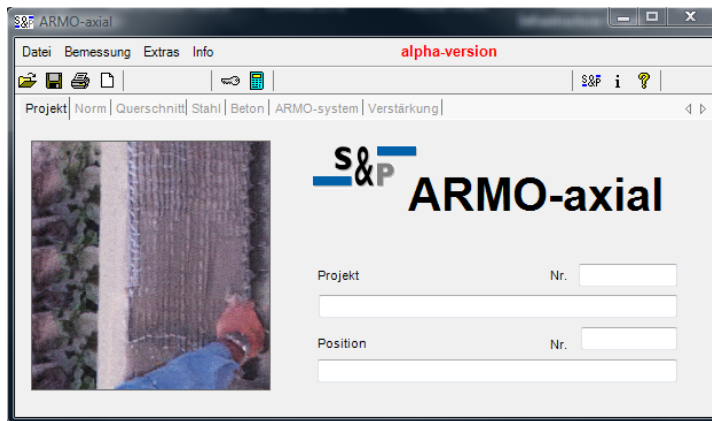 S&P ARMO-axial
Datei Bemessung Extras Info alpha-version
S&P i ?
Projekt Norm Querschnitt Stahl Beton ARMO-system Verstärkung
S&P ARMO-axial
Projekt Nr.
Position Nr.